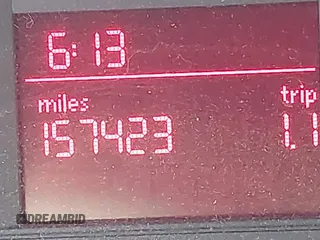 6:13
miles trip
157423 1.1
DREAMBID